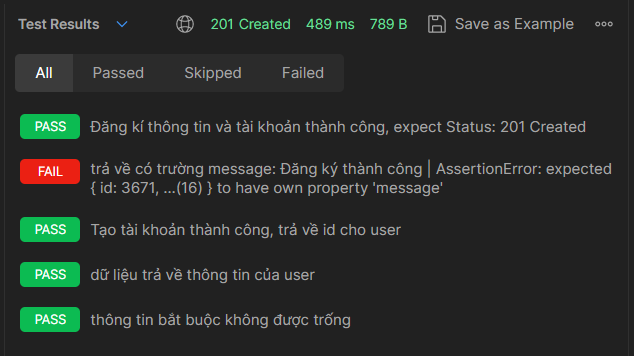 Test Results 201 Created 489 ms 789 B Save as Example
All Passed Skipped Failed
PASS Đăng kí thông tin và tài khoản thành công, expect Status: 201 Created
FAIL trả về có trường message: Đăng ký thành công | AssertionError: expected
{ id: 3671, …(16) } to have own property 'message'
PASS Tạo tài khoản thành công, trả về id cho user
PASS dữ liệu trả về thông tin của user
PASS thông tin bắt buộc không được trống